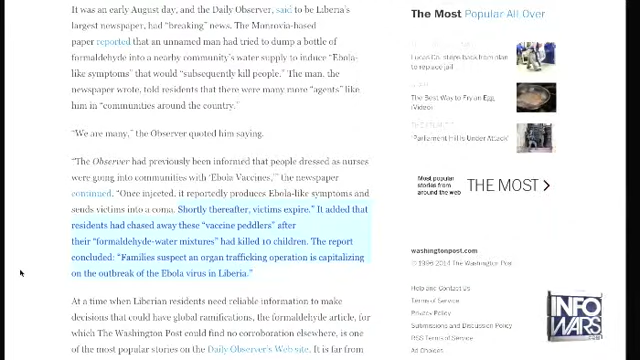 It was an early August day, and the Daily Observer, said to be Liberia's
largest newspaper, had “breaking” news. The Monrovia-based
paper reported that an unnamed man had tried to dump a bottle of
formaldehyde into a nearby community's water supply to induce “Ebola-
like symptoms” that would “subsequently kill people.” The man, the
newspaper wrote, told residents that there were many more “agents” like
him in “communities around the country.”
“We are many,” the Observer quoted him saying.
“The Observer had previously been informed that people dressed as nurses
were going into communities with ‘Ebola Vaccines,’” the newspaper
continued. “Once injected, it reportedly produces Ebola-like symptoms and
sends victims into a coma. Shortly thereafter, victims expire.” It added that
residents had chased away these “vaccine peddlers” after
their “formaldehyde-water mixtures” had killed 10 children. The report
concluded: “Families suspect an organ trafficking operation is capitalizing
on the outbreak of the Ebola virus in Liberia.”
At a time when Liberian residents need reliable information to make
decisions that could have global ramifications, the formaldehyde article, for
which The Washington Post could find no corroboration elsewhere, is one
of the most popular stories on the Daily Observer's Web site. It is far from
The Most Popular All Over
to replace jail
The Best Way to Fry an Egg
(Video)
'Parliament Hill Is Under Attack'
Most popular
stories from
around the web
THE MOST
washingtonpost.com
© 1996-2014 The Washington Post
Help and Contact Us
Terms of Service
Privacy Policy
Submissions and Discussion Policy
RSS Terms of Service
Ad Choices
INFO
WARS